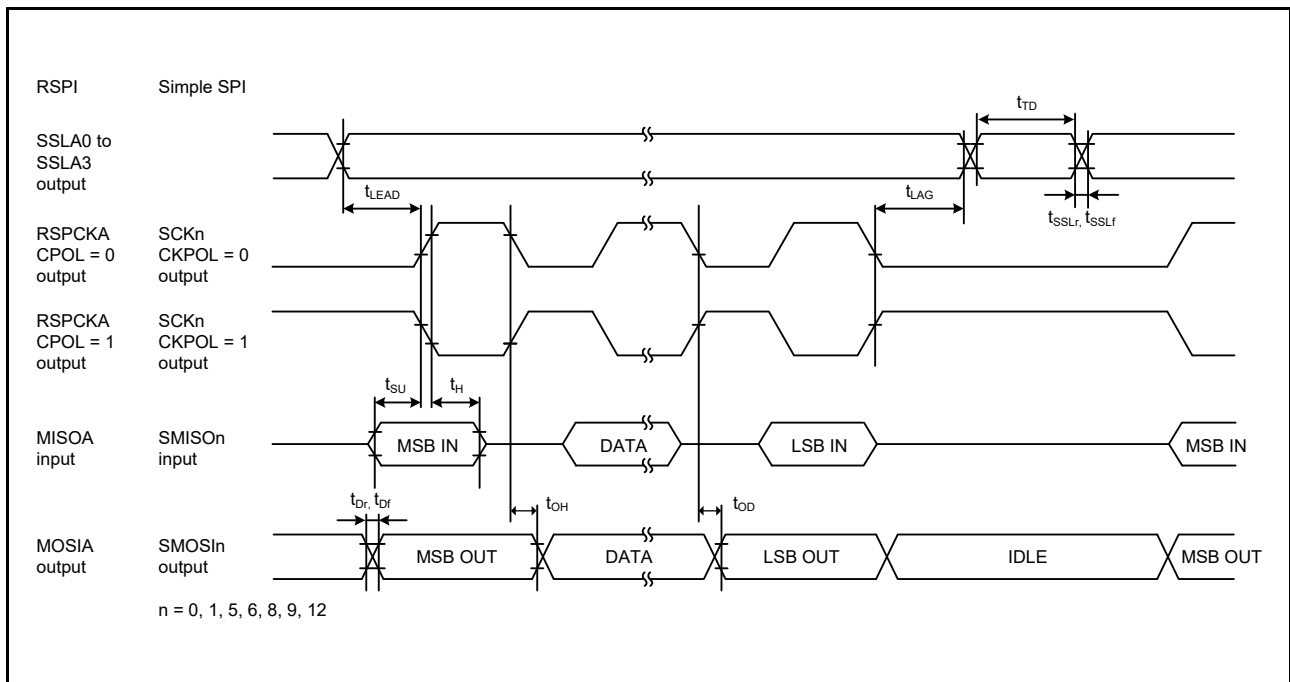 RSPI Simple SPI
tTD
SSLA0 to
SSLA3
output
tLEAD
tLAG
tSSLr, tSSLf
RSPCKA SCKn
CPOL = 0 CKPOL = 0
output output
RSPCKA SCKn
CPOL = 1 CKPOL = 1
output output
tSU tH
MISOA SMISOn
input input
MSB IN DATA LSB IN MSB IN
tDr, tDf tOH tOD
MOSIA SMOSIn
output output
MSB OUT DATA LSB OUT IDLE MSB OUT
n = 0, 1, 5, 6, 8, 9, 12